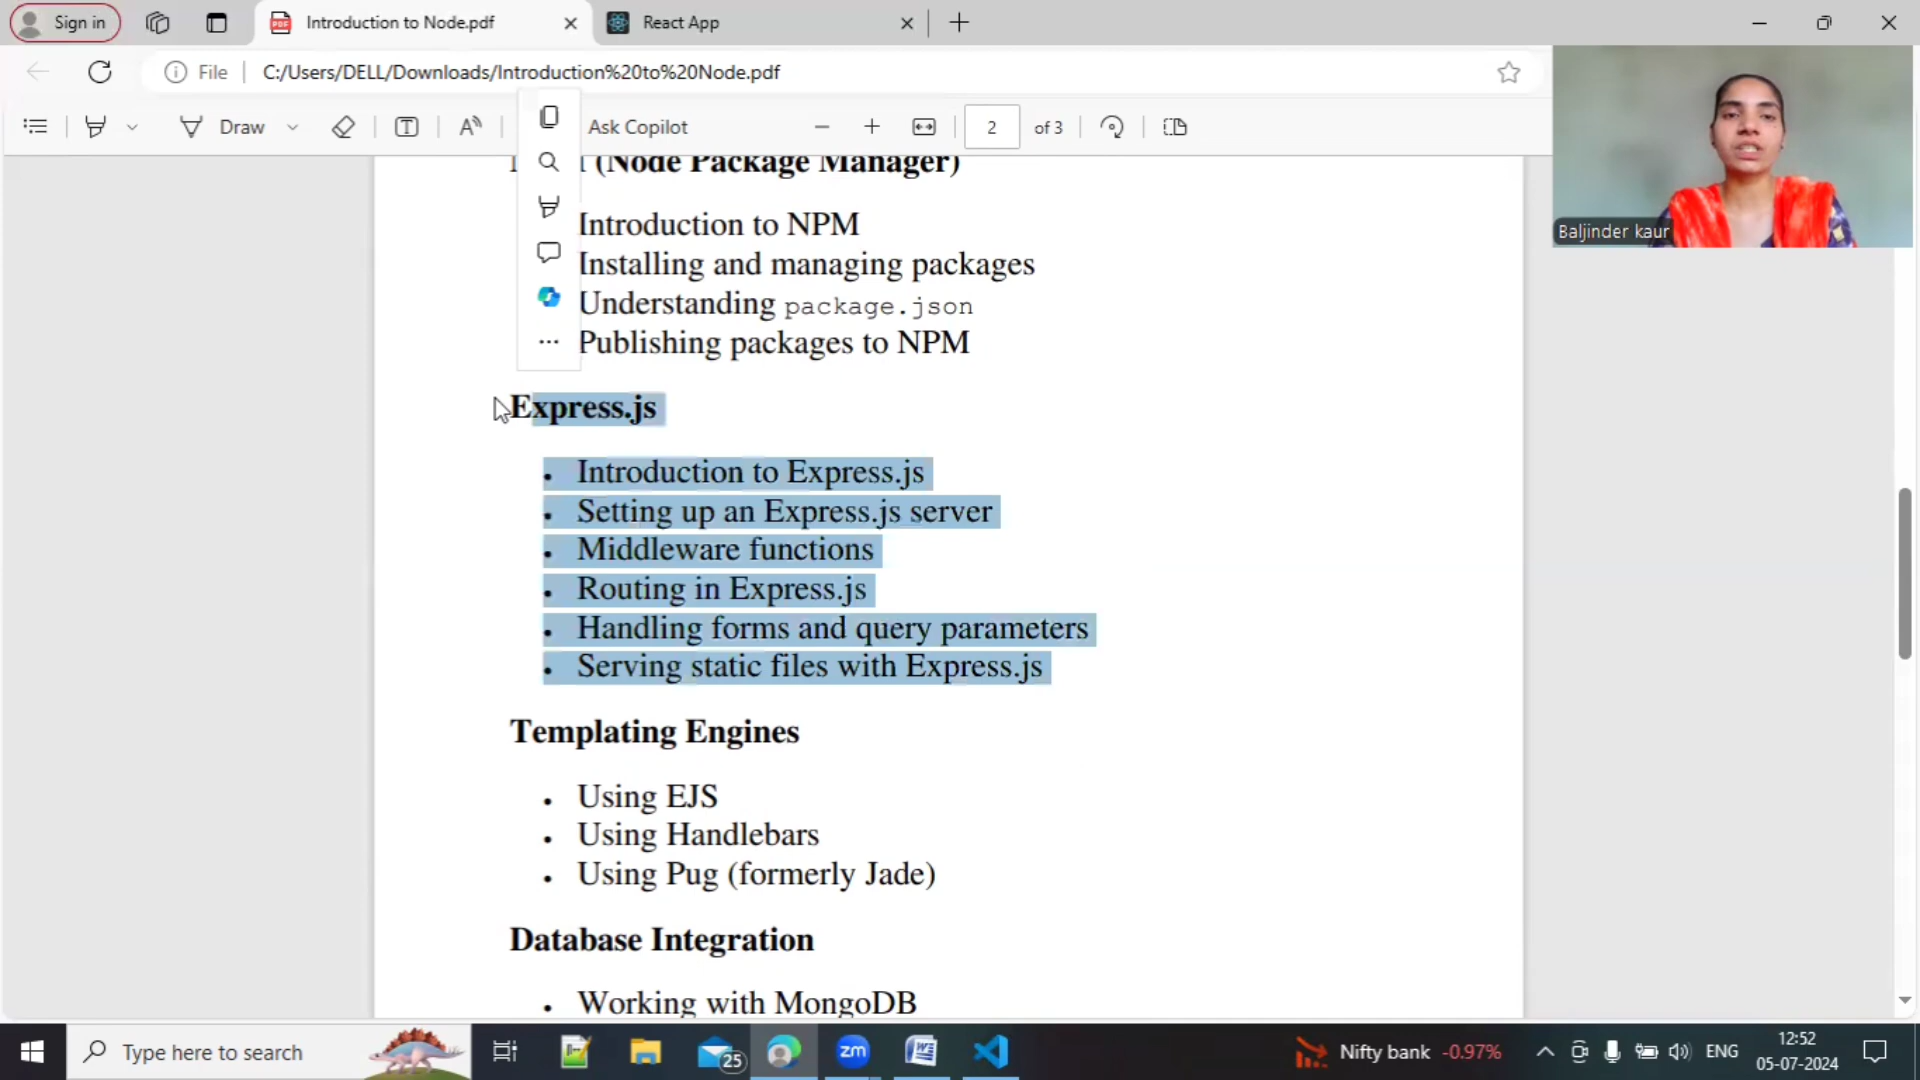 Sign in
Introduction to Node.pdf
React App
File
C:/Users/DELL/Downloads/Introduction%20to%20Node.pdf
Draw
Ask Copilot
2
of 3
(Node Package Manager)
Introduction to NPM
Installing and managing packages
Understanding package.json
Publishing packages to NPM
Express.js
• Introduction to Express.js
• Setting up an Express.js server
• Middleware functions
• Routing in Express.js
• Handling forms and query parameters
• Serving static files with Express.js
Templating Engines
• Using EJS
• Using Handlebars
• Using Pug (formerly Jade)
Database Integration
• Working with MongoDB
Baljinder kaur
Type here to search
25
zm
Nifty bank -0.97%
ENG
12:52
05-07-2024